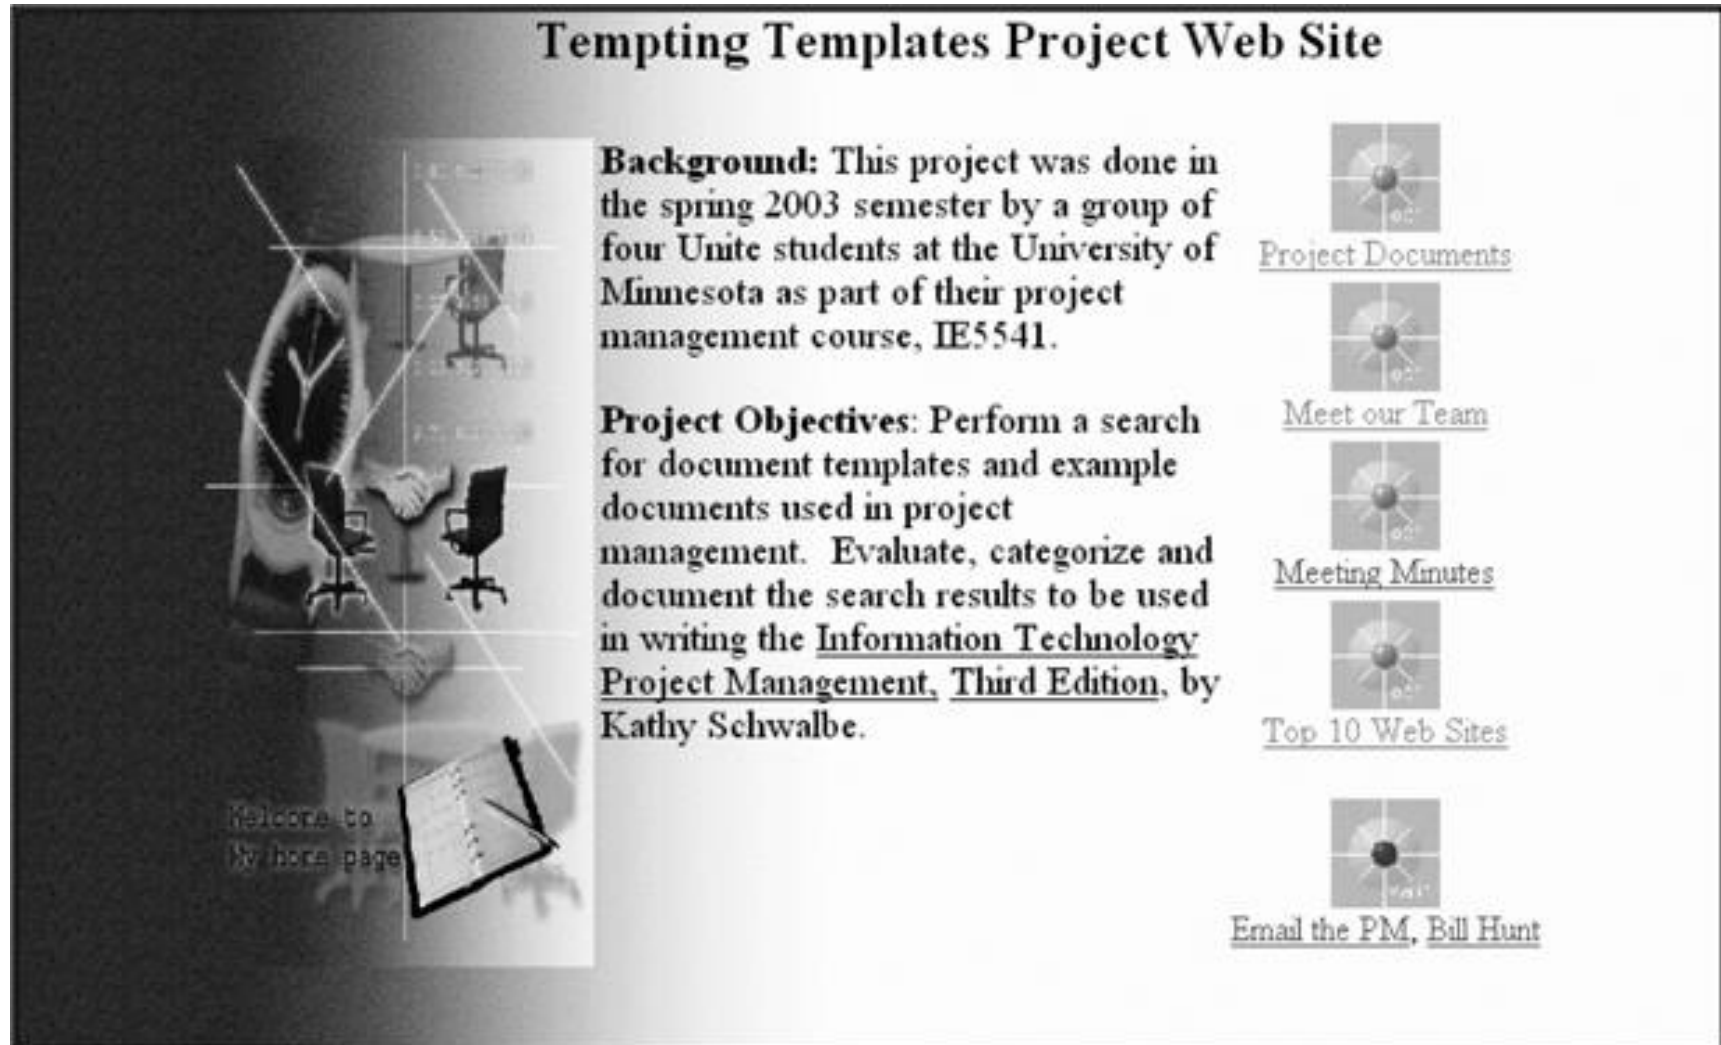 Tempting Templates Project Web Site
Background: This project was done in
the spring 2003 semester by a group of
four Unite students at the University of
Minnesota as part of their project
management course, IE5541.
Project Objectives: Perform a search
for document templates and example
documents used in project
management. Evaluate, categorize and
document the search results to be used
in writing the Information Technology
Project Management, Third Edition, by
Kathy Schwalbe.
Project Documents
Meet our Team
Meeting Minutes
Top 10 Web Sites
Email the PM, Bill Hunt
Welcome to
My home page